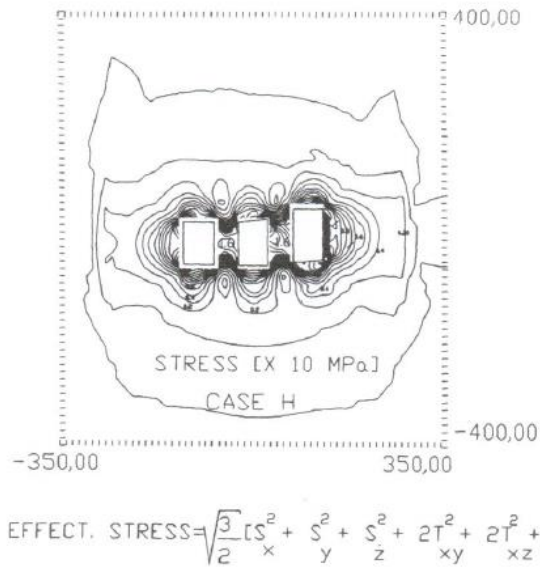 400,00
STRESS [X 10 MPa]
CASE H
-400,00
-350,00 350,00
EFFECT. STRESS=√3/2 [S²x + S²y + S²z + 2T²xy + 2T²xz +